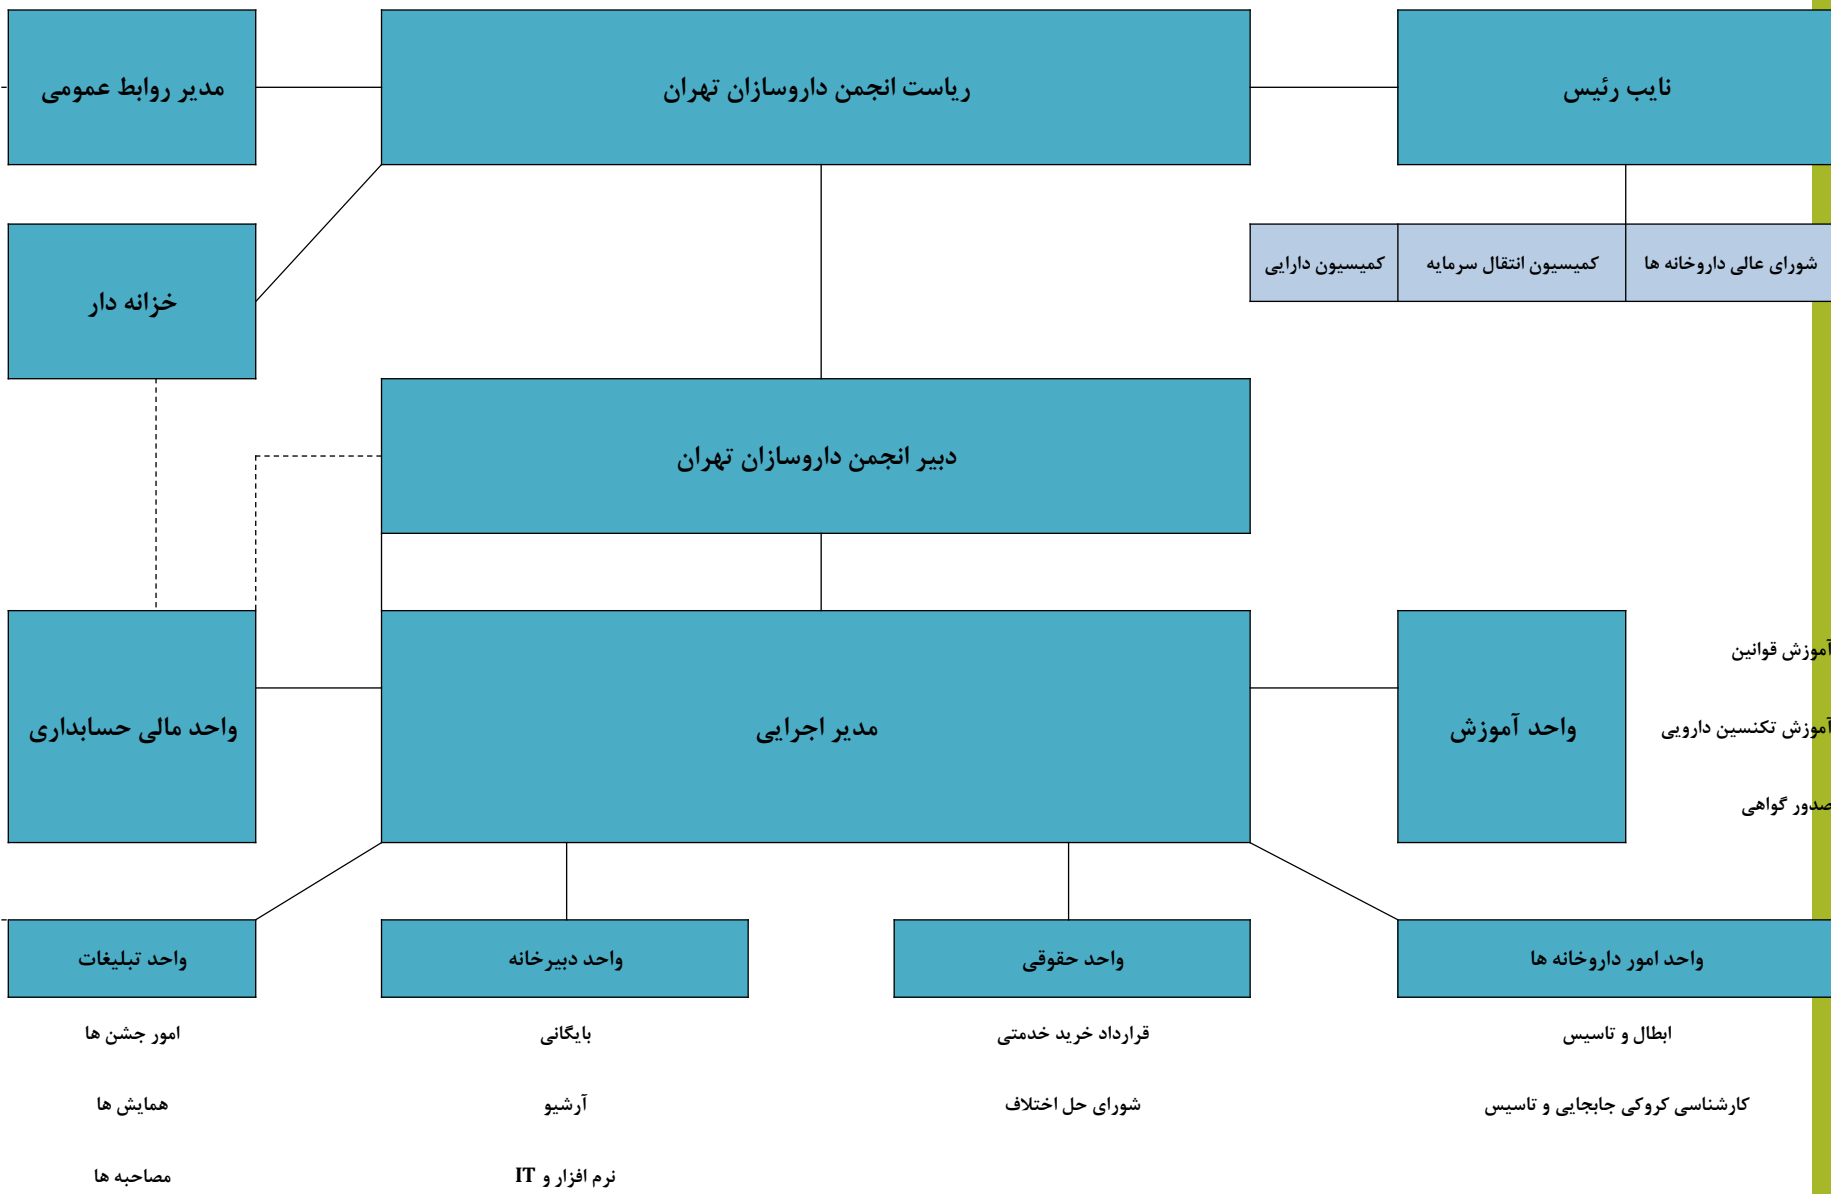 نایب رئیس
ریاست انجمن داروسازان تهران
مدیر روابط عمومی
شورای عالی داروخانه ها
کمیسیون انتقال سرمایه
کمیسیون دارایی
خزانه دار
دبیر انجمن داروسازان تهران
آموزش قوانین
آموزش تکنسین دارویی
صدور گواهی
واحد آموزش
مدیر اجرایی
واحد مالی حسابداری
واحد امور داروخانه ها
واحد حقوقی
واحد دبیرخانه
واحد تبلیغات
ابطال و تاسیس
قرارداد خرید خدمتی
بایگانی
امور جشن ها
کارشناسی کروکی جابجایی و تاسیس
شورای حل اختلاف
آرشیو
همایش ها
نرم افزار و IT
مصاحبه ها